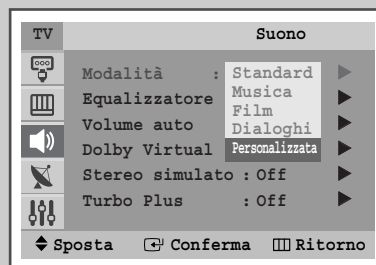 TV Suono
Modalità : Standard
Musica
Equalizzatore
Film
Volume auto
Dialoghi
Dolby Virtual Personalizzata
Stereo simulato : Off
Turbo Plus : Off
Sposta Conferma Ritorno